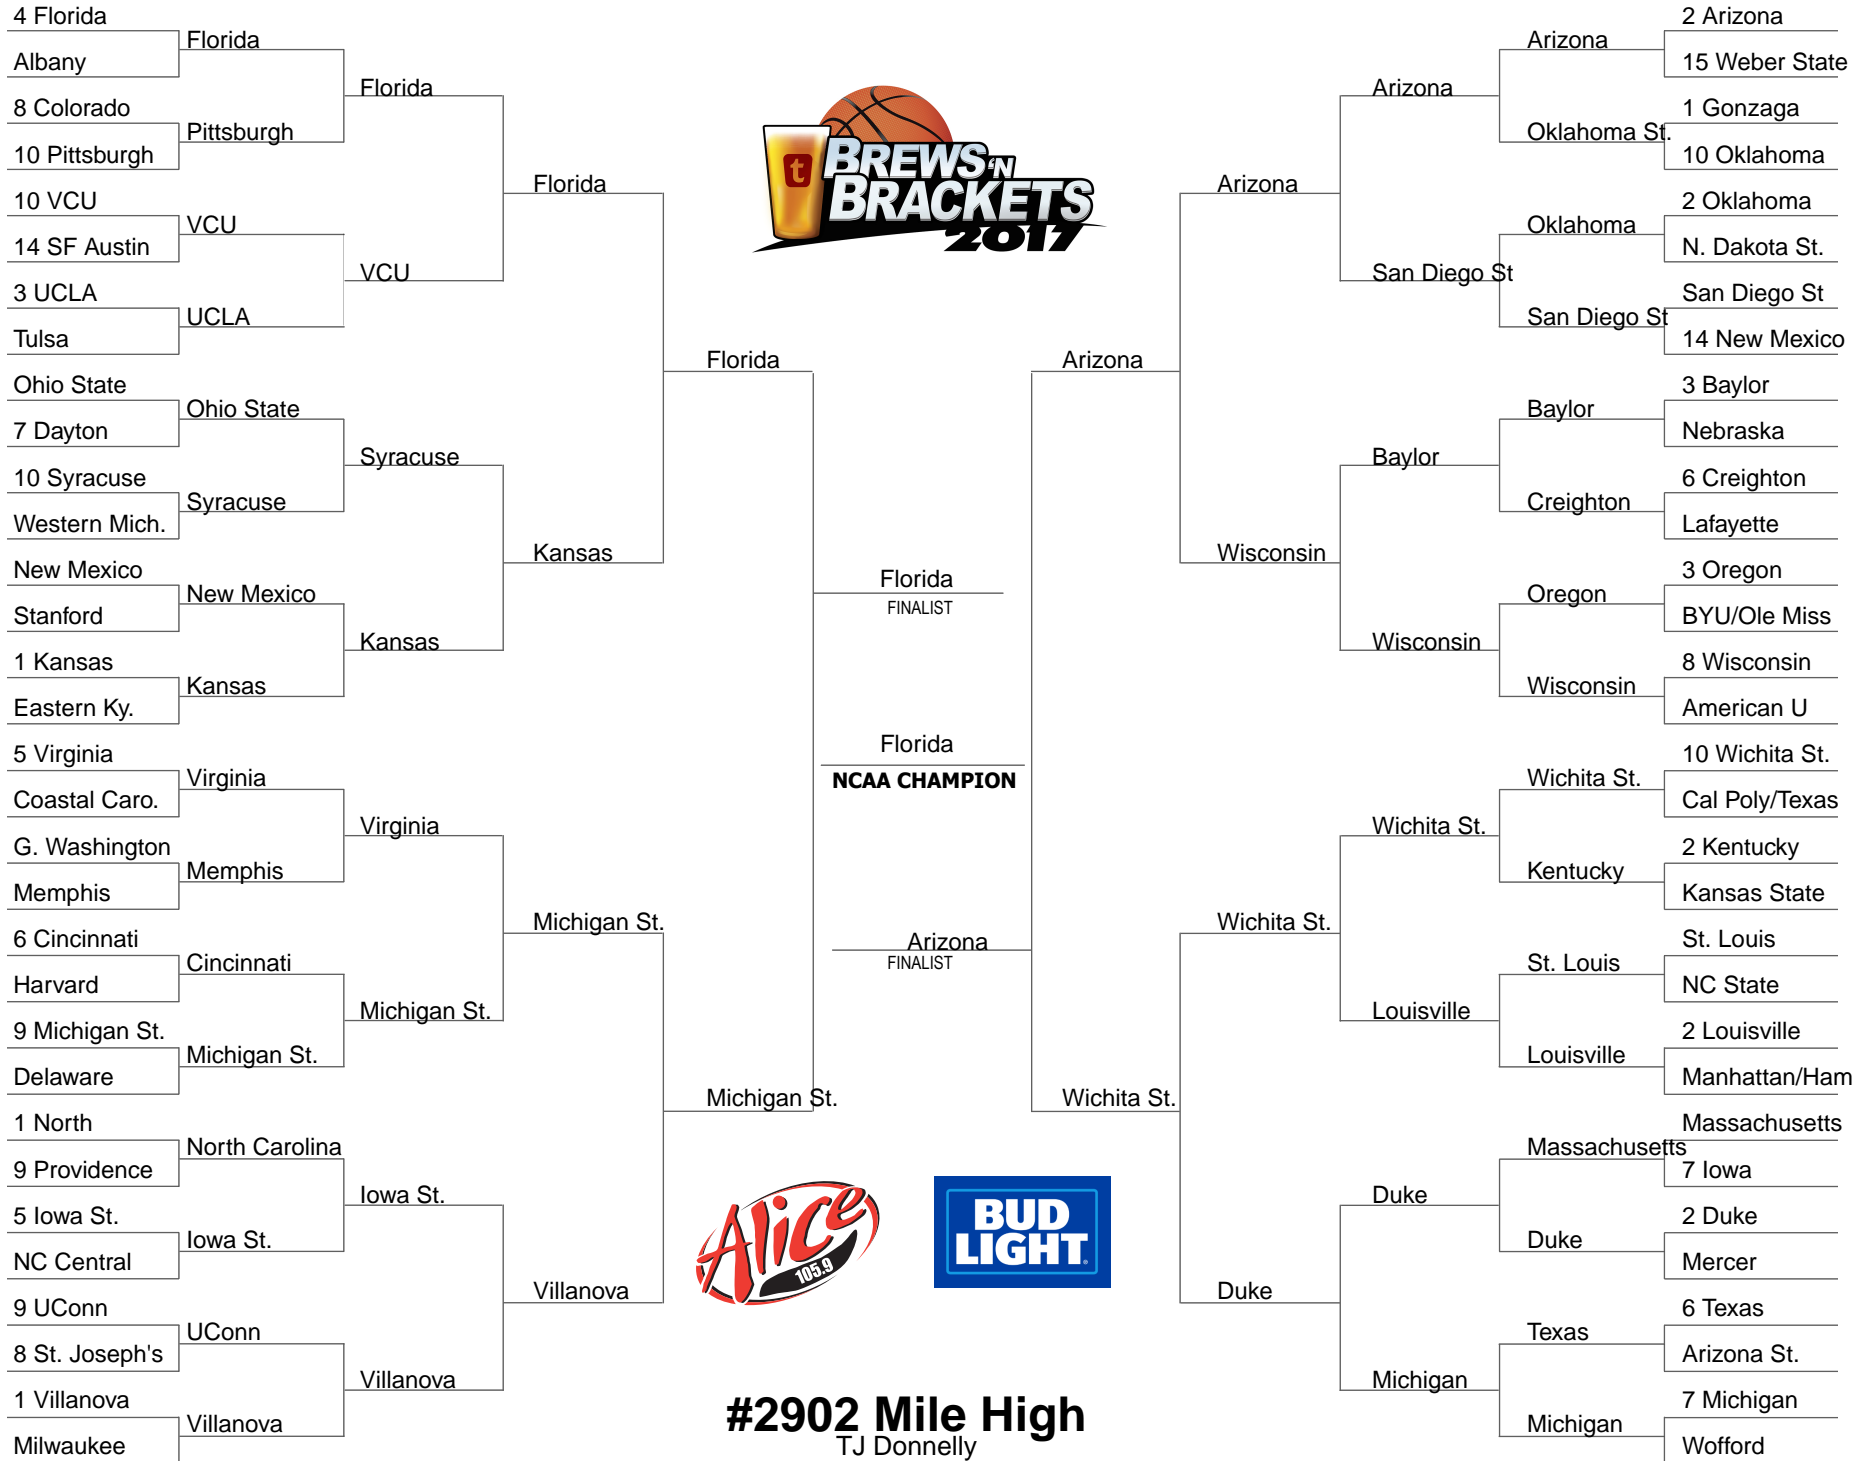 4 Florida
Albany
8 Colorado
10 Pittsburgh
10 VCU
14 SF Austin
3 UCLA
Tulsa
Ohio State
7 Dayton
10 Syracuse
Western Mich.
New Mexico
Stanford
1 Kansas
Eastern Ky.
5 Virginia
Coastal Caro.
G. Washington
Memphis
6 Cincinnati
Harvard
9 Michigan St.
Delaware
1 North
9 Providence
5 Iowa St.
NC Central
9 UConn
8 St. Joseph's
1 Villanova
Milwaukee
Florida
Pittsburgh
VCU
UCLA
Ohio State
Syracuse
New Mexico
Kansas
Virginia
Memphis
Cincinnati
Michigan St.
North Carolina
Iowa St.
UConn
Villanova
Florida
VCU
Syracuse
Kansas
Virginia
Michigan St.
Iowa St.
Villanova
Florida
Kansas
Michigan St.
Villanova
Florida
Michigan St.
t
BREWS 'N
BRACKETS
2017
Florida
FINALIST
Florida
NCAA CHAMPION
Arizona
FINALIST
Alice
105.9
BUD
LIGHT
#2902 Mile High
TJ Donnelly
Arizona
Wichita St.
Arizona
Wisconsin
Wichita St.
Duke
Arizona
San Diego St
Baylor
Wisconsin
Wichita St.
Louisville
Duke
Michigan
Arizona
Oklahoma St.
Oklahoma
San Diego St
Baylor
Creighton
Oregon
Wisconsin
Wichita St.
Kentucky
St. Louis
Louisville
Massachusetts
Duke
Texas
Michigan
2 Arizona
15 Weber State
1 Gonzaga
10 Oklahoma
2 Oklahoma
N. Dakota St.
San Diego St
14 New Mexico
3 Baylor
Nebraska
6 Creighton
Lafayette
3 Oregon
BYU/Ole Miss
8 Wisconsin
American U
10 Wichita St.
Cal Poly/Texas
2 Kentucky
Kansas State
St. Louis
NC State
2 Louisville
Manhattan/Ham
Massachusetts
7 Iowa
2 Duke
Mercer
6 Texas
Arizona St.
7 Michigan
Wofford